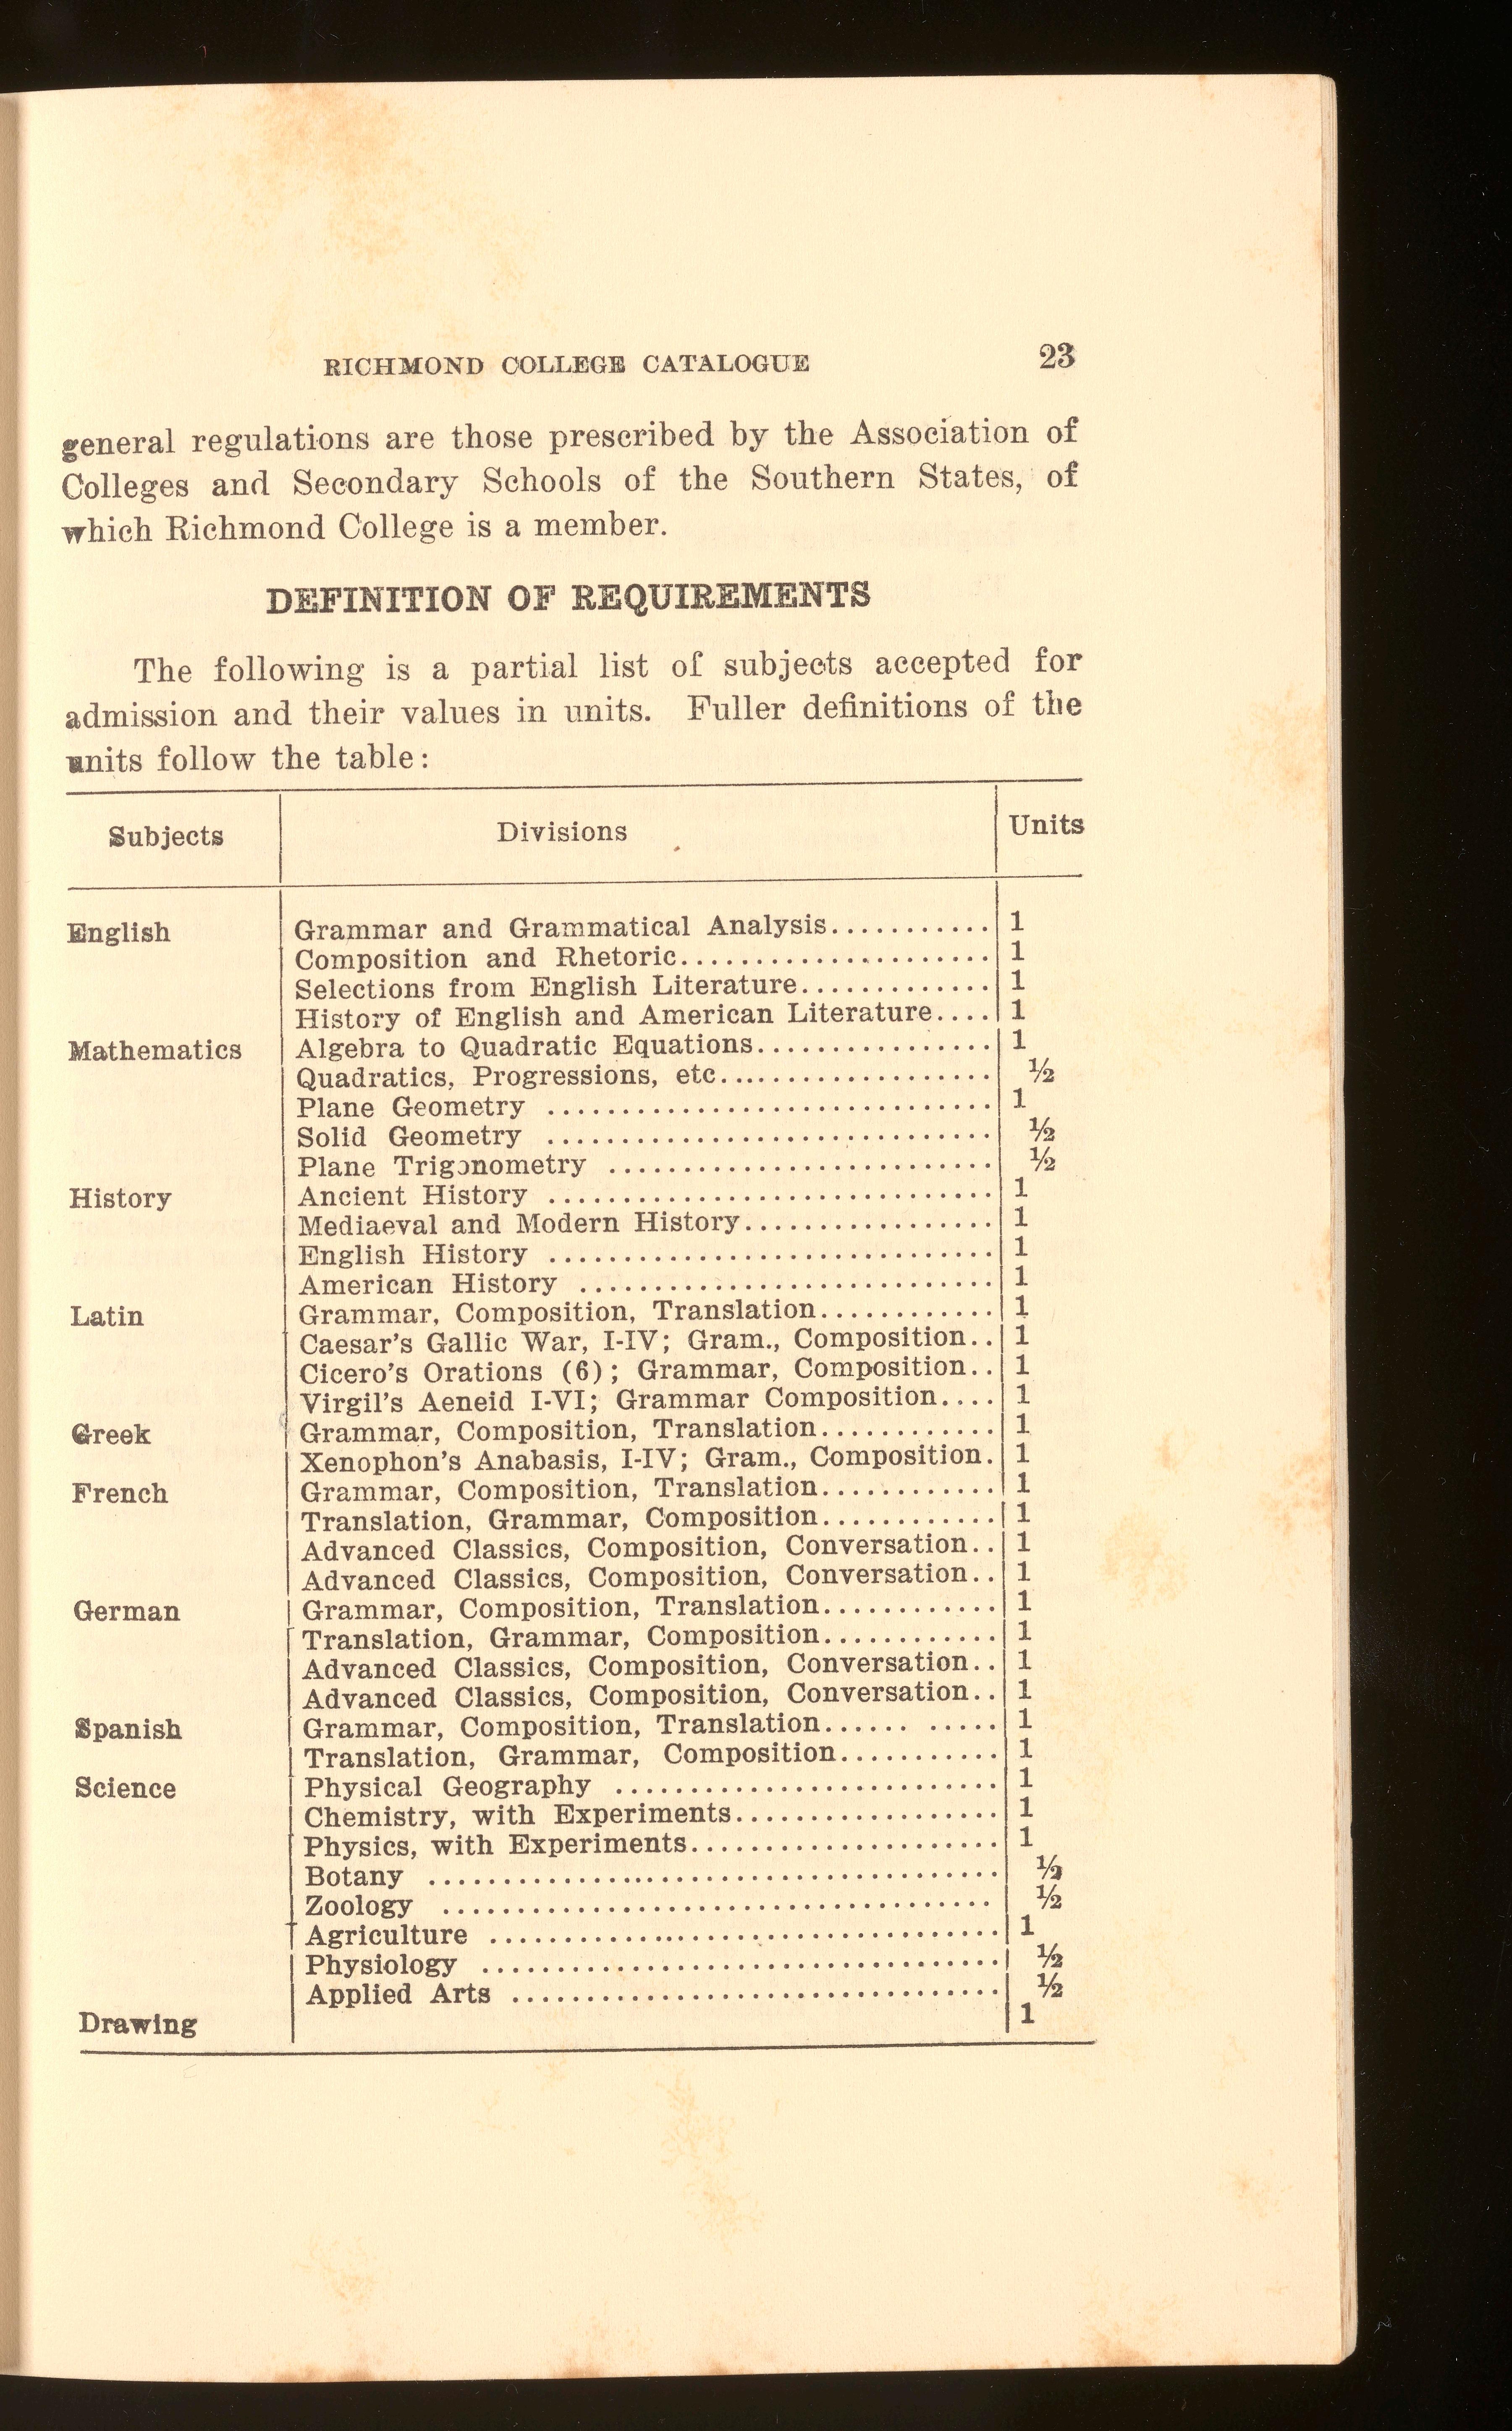 RICHMOND COLLEGE CATALOGUE 23
general regulations are those prescribed by the Association of
Colleges and Secondary Schools of the Southern States, of
which Richmond College is a member.
DEFINITION OF REQUIREMENTS
The following is a partial list of subjects accepted for
admission and their values in units. Fuller definitions of the
units follow the table:
Subjects Divisions Units
English Grammar and Grammatical Analysis........... 1
Composition and Rhetoric..................... 1
Selections from English Literature............. 1
History of English and American Literature.... 1
Mathematics Algebra to Quadratic Equations................ 1
Quadratics, Progressions, etc................... ½
Plane Geometry .............................. 1
Solid Geometry .............................. ½
Plane Trigonometry .......................... ½
History Ancient History .............................. 1
Mediaeval and Modern History................. 1
English History .............................. 1
American History ............................ 1
Latin Grammar, Composition, Translation............ 1
Caesar's Gallic War, I-IV; Gram., Composition.. 1
Cicero's Orations (6); Grammar, Composition.. 1
Virgil's Aeneid I-VI; Grammar Composition.... 1
Greek Grammar, Composition, Translation............ 1
Xenophon's Anabasis, I-IV; Gram., Composition. 1
French Grammar, Composition, Translation............ 1
Translation, Grammar, Composition............ 1
Advanced Classics, Composition, Conversation.. 1
Advanced Classics, Composition, Conversation.. 1
German Grammar, Composition, Translation............ 1
Translation, Grammar, Composition............ 1
Advanced Classics, Composition, Conversation.. 1
Advanced Classics, Composition, Conversation.. 1
Spanish Grammar, Composition, Translation...... ..... 1
Translation, Grammar, Composition........... 1
Science Physical Geography .......................... 1
Chemistry, with Experiments.................. 1
Physics, with Experiments..................... 1
Botany ....................................... ½
Zoology ..................................... ½
Agriculture ................................... 1
Physiology ................................... ½
Applied Arts ................................. ½
Drawing 1